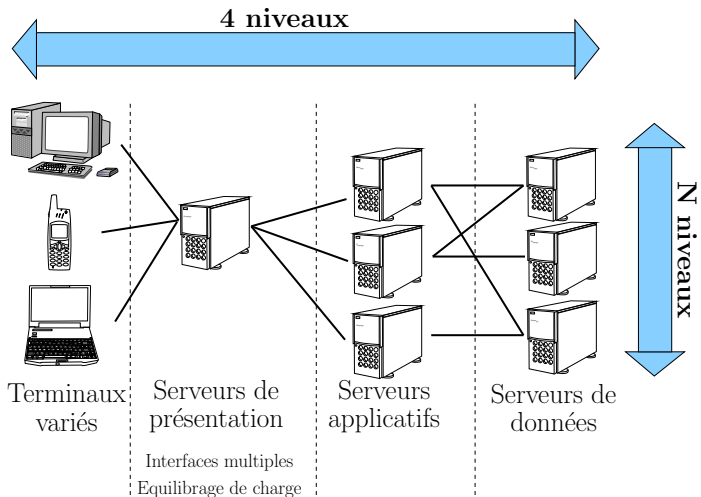 4 niveaux
N niveaux
Terminaux
variés
Serveurs de
présentation
Interfaces multiples
Equilibrage de charge
Serveurs
applicatifs
Serveurs de
données